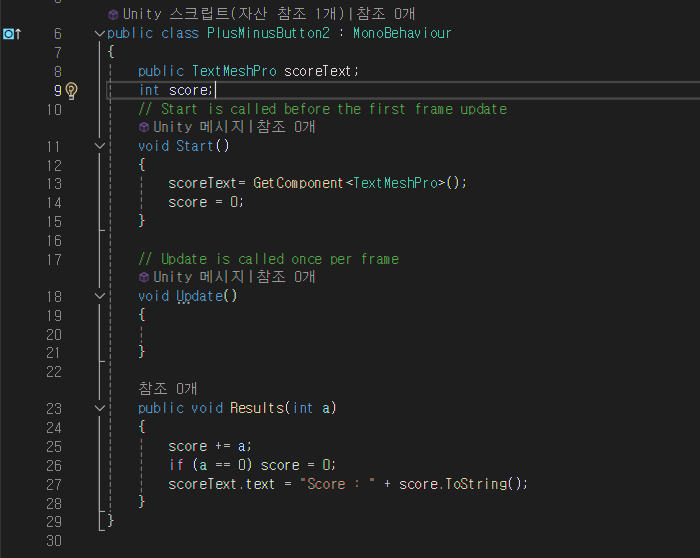 Unity 스크립트(자산 참조 1개)|참조 0개
6 public class PlusMinusButton2 : MonoBehaviour
7 {
8 public TextMeshPro scoreText;
9 int score;
10 // Start is called before the first frame update
Unity 메시지|참조 0개
11 void Start()
12 {
13 scoreText= GetComponent<TextMeshPro>();
14 score = 0;
15 }
16
17 // Update is called once per frame
Unity 메시지|참조 0개
18 void Update()
19 {
20
21 }
22
참조 0개
23 public void Results(int a)
24 {
25 score += a;
26 if (a == 0) score = 0;
27 scoreText.text = "Score : " + score.ToString();
28 }
29 }
30